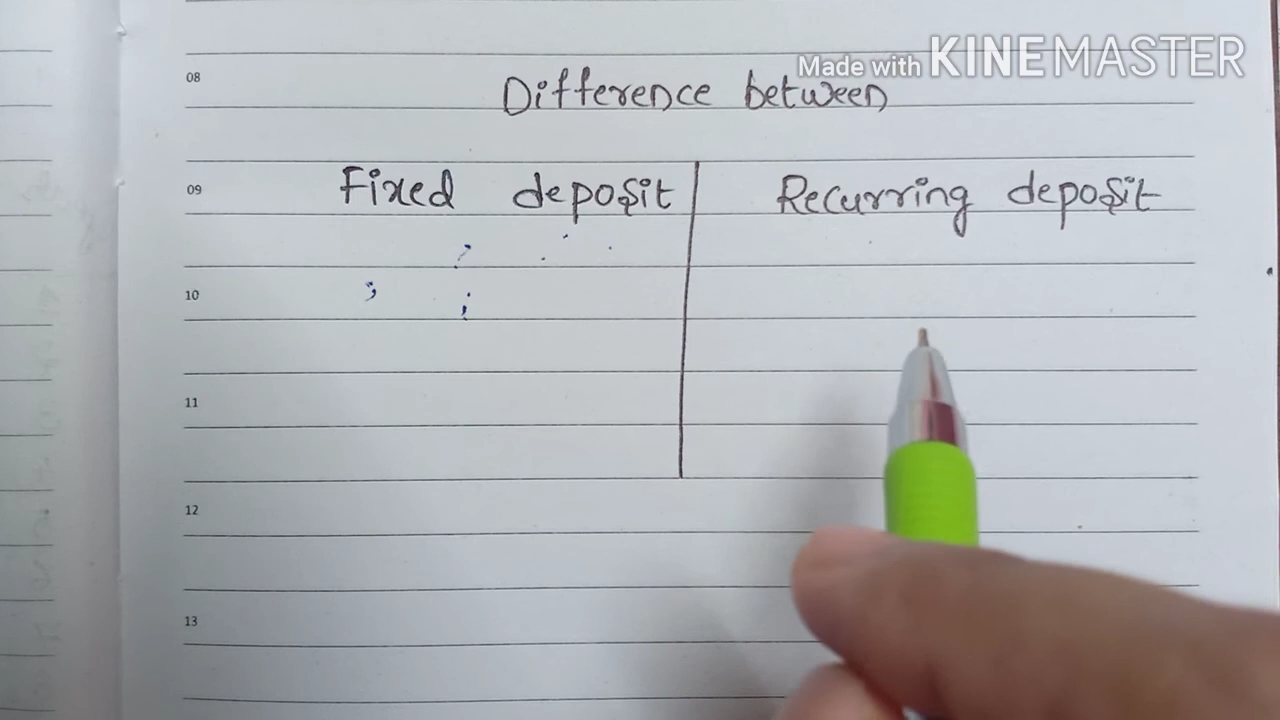 Made with KINEMASTER
08
Difference between
09
Fixed deposit Recurring deposit
10
11
12
13